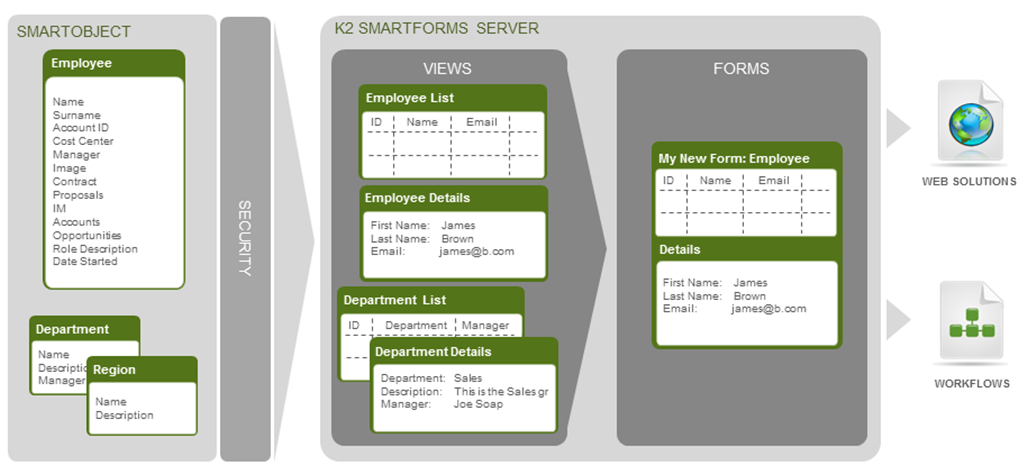 SMARTOBJECT
Employee
Name
Surname
Account ID
Cost Center
Manager
Image
Contract
Proposals
IM
Accounts
Opportunities
Role Description
Date Started
Department
Name
Descriptio
Manager
Region
Name
Description
SECURITY
K2 SMARTFORMS SERVER
VIEWS
Employee List
ID Name Email
Employee Details
First Name: James
Last Name: Brown
Email: james@b.com
Department List
ID Department Manager
Department Details
Department: Sales
Description: This is the Sales gr
Manager: Joe Soap
FORMS
My New Form: Employee
ID Name Email
Details
First Name: James
Last Name: Brown
Email: james@b.com
WEB SOLUTIONS
WORKFLOWS